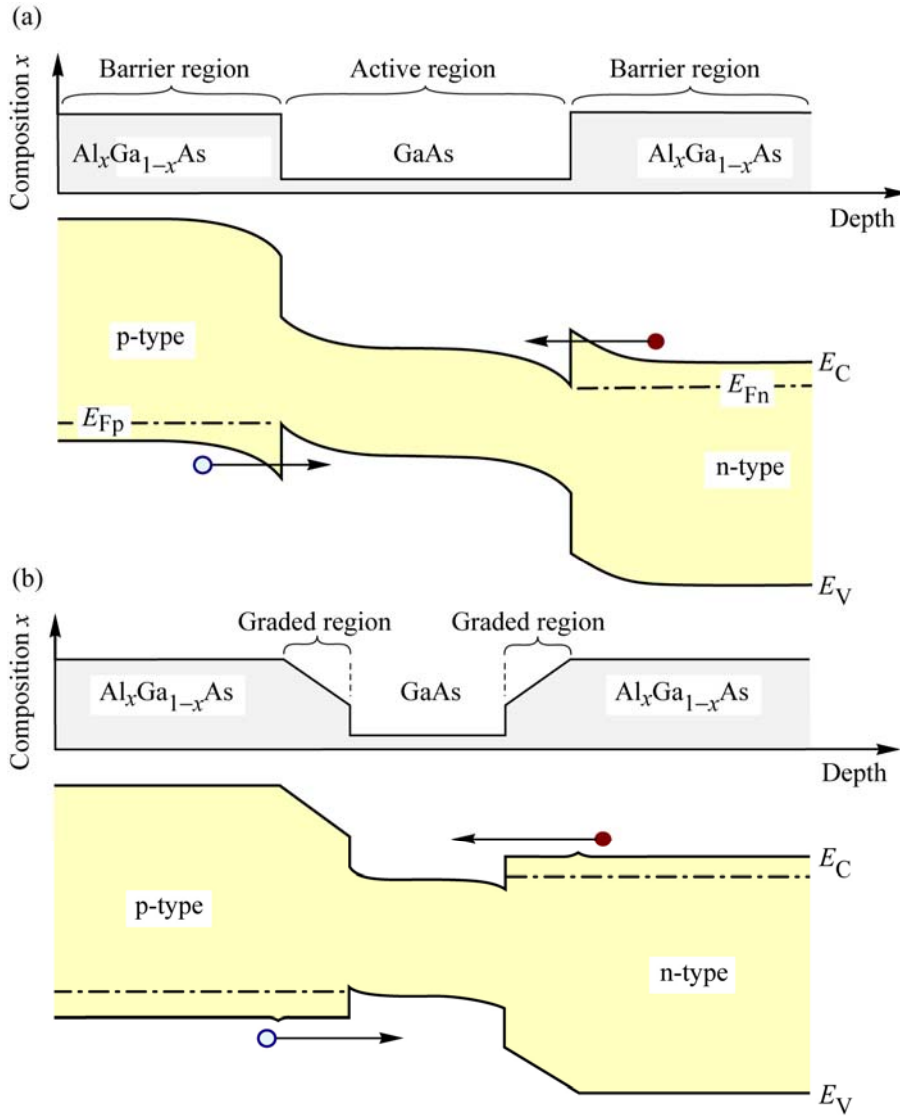 (a)
Composition x
Barrier region Active region Barrier region
AlxGa1–xAs GaAs AlxGa1–xAs
Depth
p-type
EC
EFn
EFp
n-type
EV
(b)
Composition x
Graded region Graded region
AlxGa1–xAs GaAs AlxGa1–xAs
Depth
EC
p-type
n-type
EV